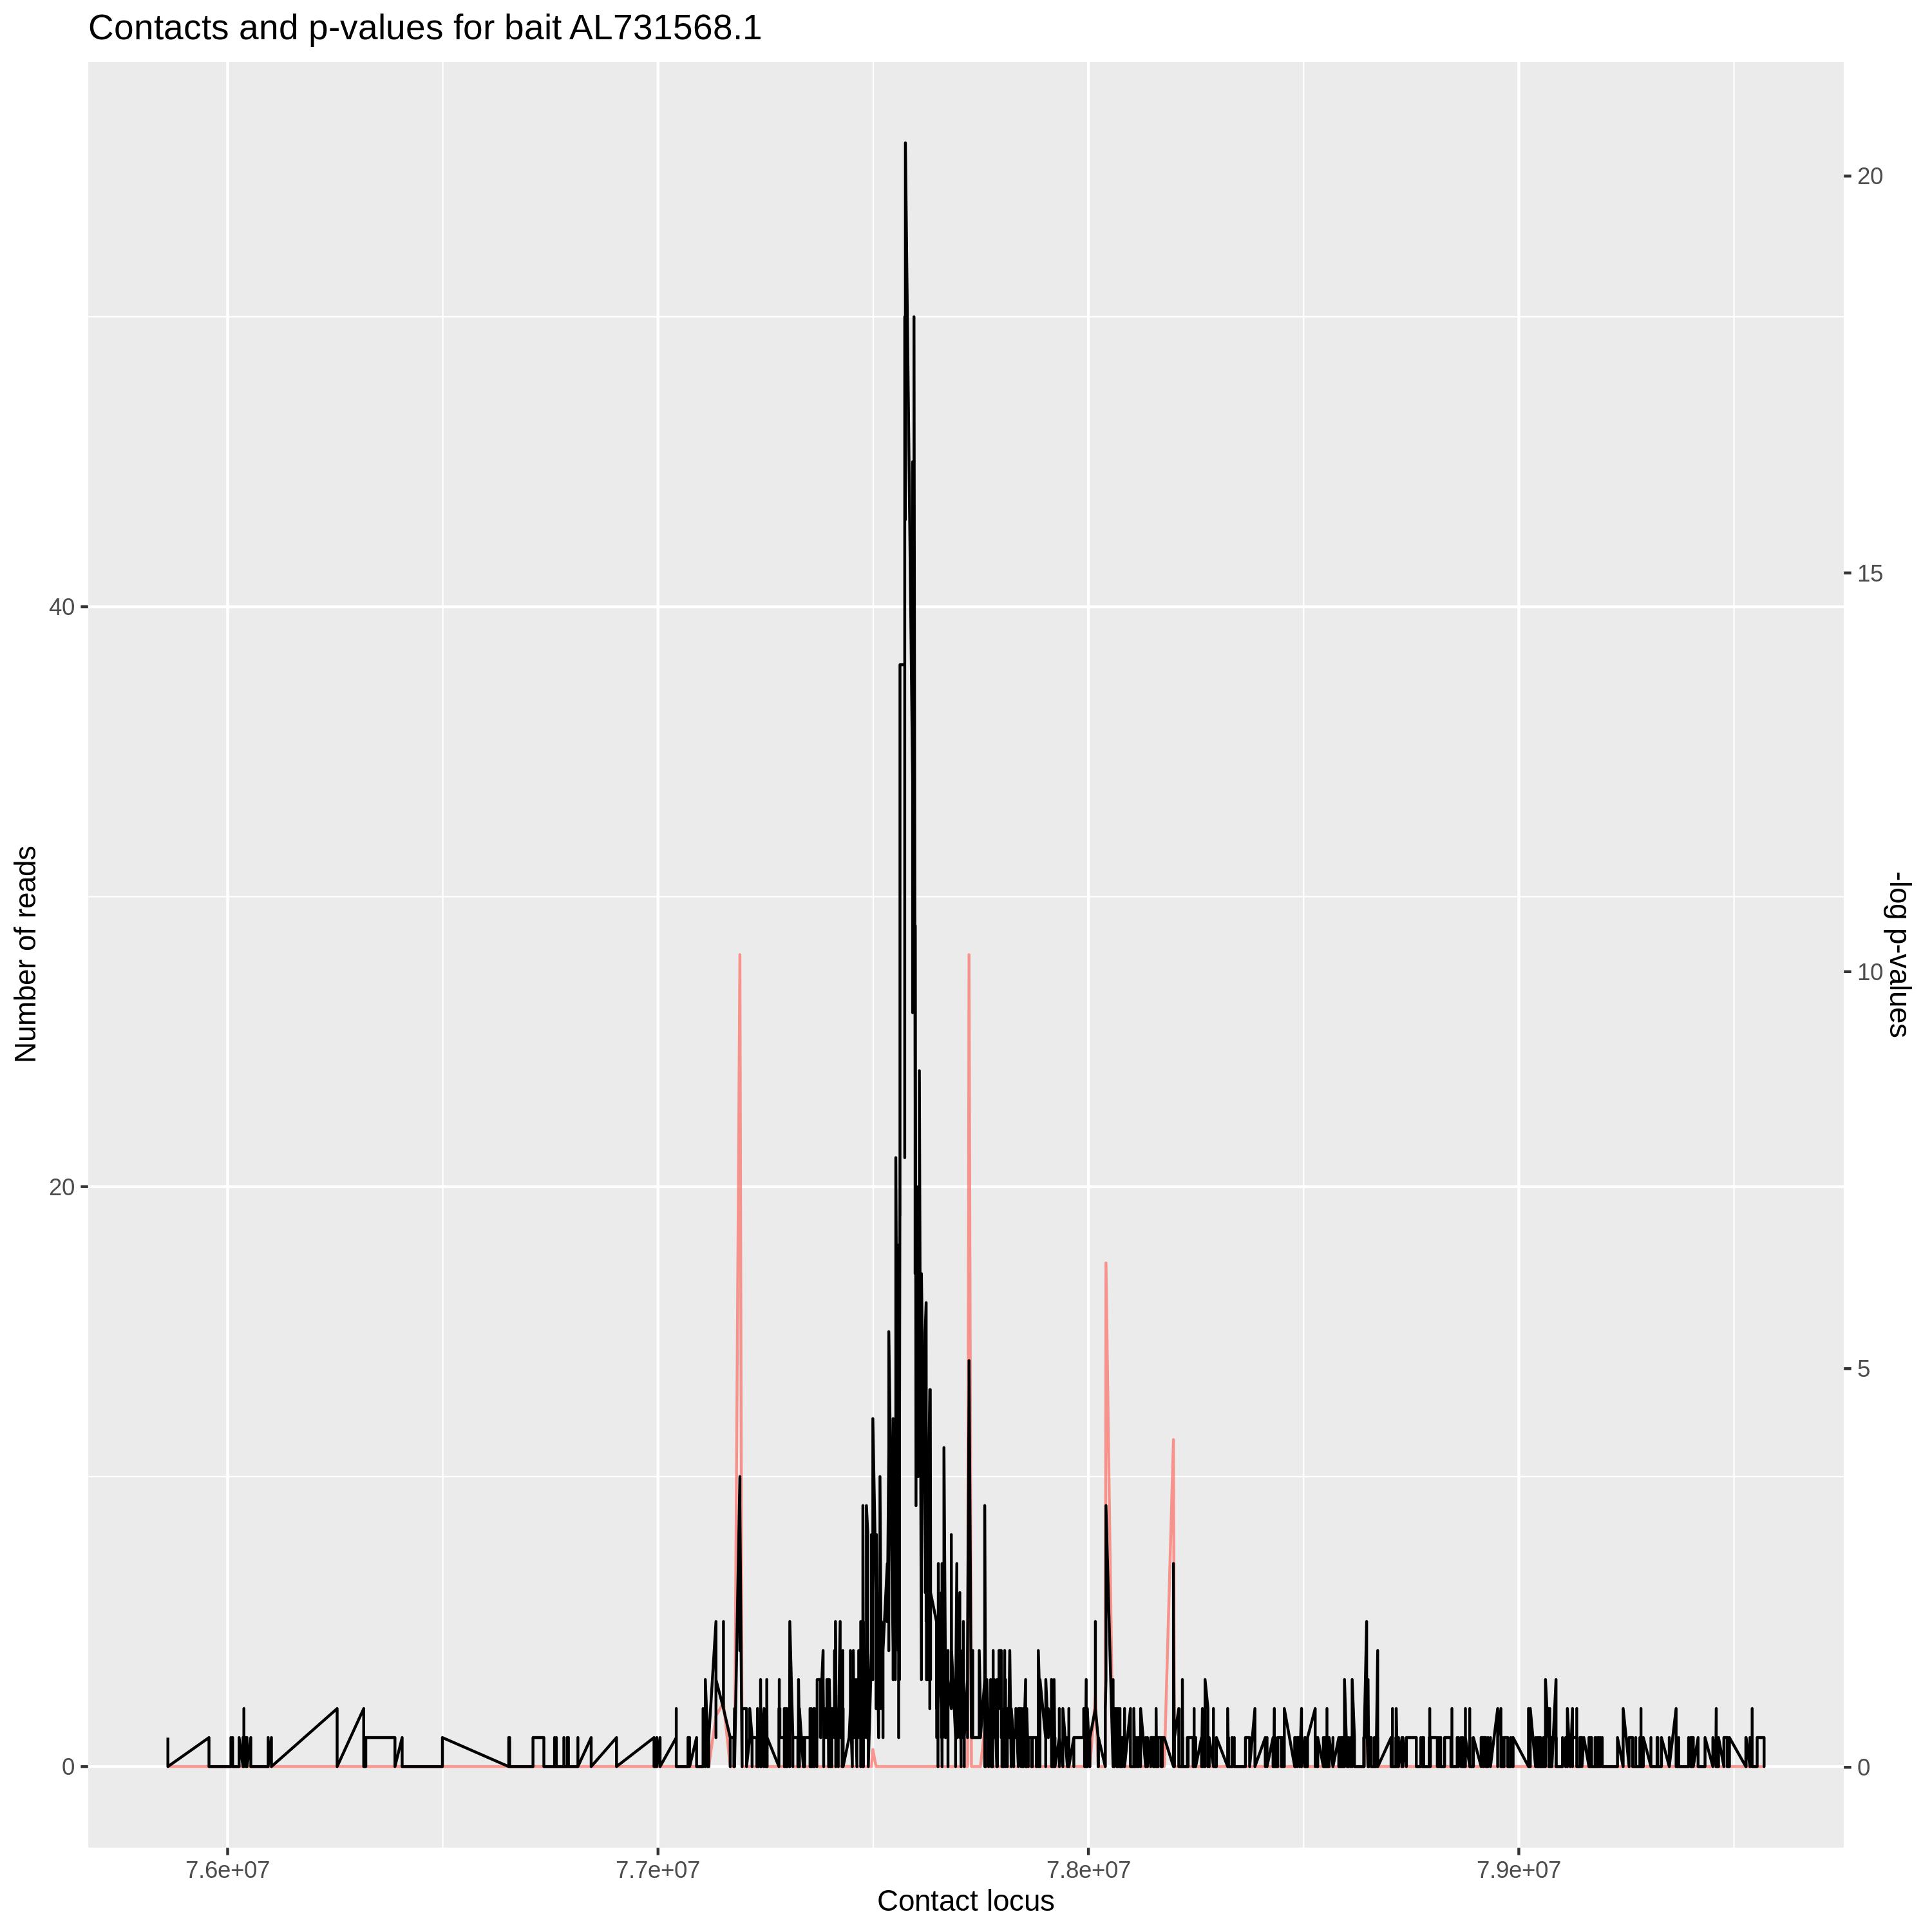 Contacts and p-values for bait AL731568.1
Number of reads
40
20
0
20
15
10
5
0
-log p-values
7.6e+07
7.7e+07
7.8e+07
7.9e+07
Contact locus